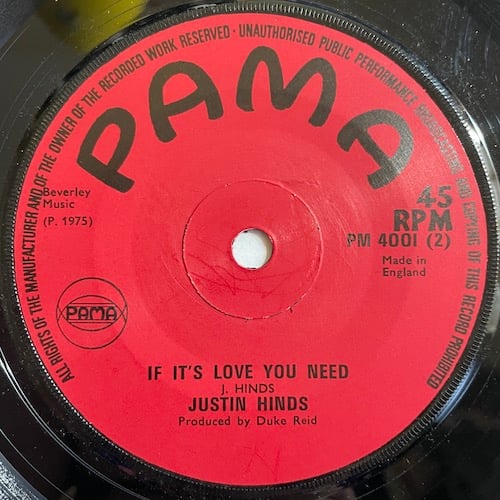 ALL RIGHTS OF THE MANUFACTURER AND OF THE OWNER OF THE RECORDED WORK RESERVED · UNAUTHORISED PUBLIC PERFORMANCE BROADCASTING AND COPYING OF THIS RECORD PROHIBITED
PAMA
Beverley
Music
(P. 1975)
45
RPM
PM 4001 (2)
Made in
England
PAMA
IF IT'S LOVE YOU NEED
J. HINDS
JUSTIN HINDS
Produced by Duke Reid